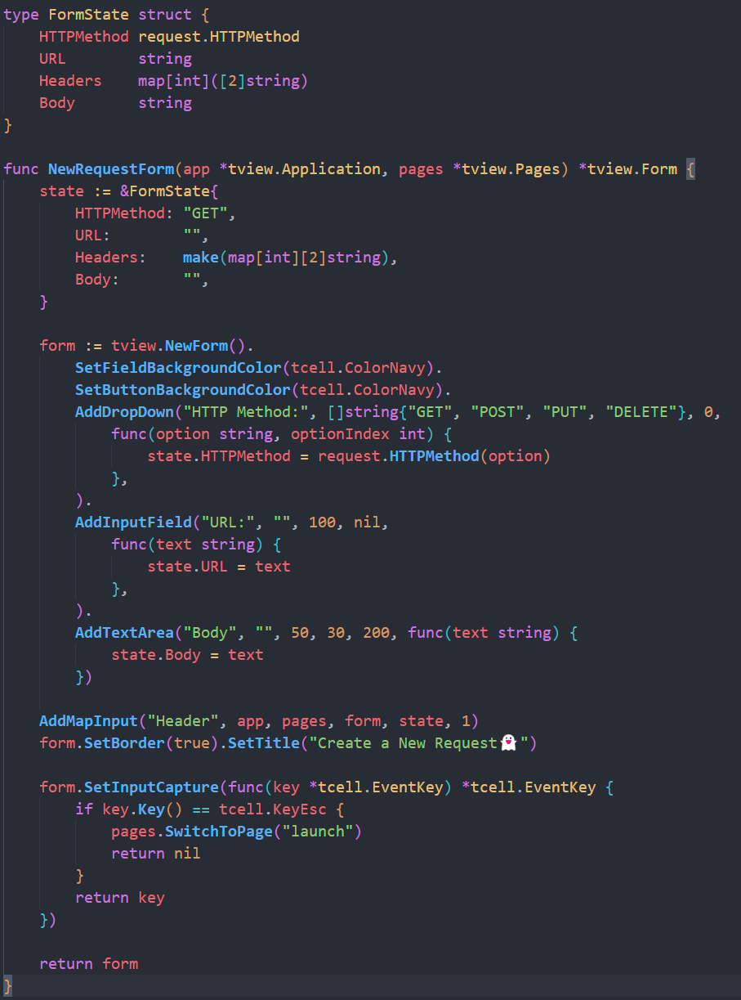 type FormState struct {
    HTTPMethod request.HTTPMethod
    URL        string
    Headers    map[int]([2]string)
    Body       string
}

func NewRequestForm(app *tview.Application, pages *tview.Pages) *tview.Form {
    state := &FormState{
        HTTPMethod: "GET",
        URL:        "",
        Headers:    make(map[int][2]string),
        Body:       "",
    }

    form := tview.NewForm().
        SetFieldBackgroundColor(tcell.ColorNavy).
        SetButtonBackgroundColor(tcell.ColorNavy).
        AddDropDown("HTTP Method:", []string{"GET", "POST", "PUT", "DELETE"}, 0,
            func(option string, optionIndex int) {
                state.HTTPMethod = request.HTTPMethod(option)
            },
        ).
        AddInputField("URL:", "", 100, nil,
            func(text string) {
                state.URL = text
            },
        ).
        AddTextArea("Body", "", 50, 30, 200, func(text string) {
            state.Body = text
        })

    AddMapInput("Header", app, pages, form, state, 1)
    form.SetBorder(true).SetTitle("Create a New Request👻")

    form.SetInputCapture(func(key *tcell.EventKey) *tcell.EventKey {
        if key.Key() == tcell.KeyEsc {
            pages.SwitchToPage("launch")
            return nil
        }
        return key
    })

    return form
}